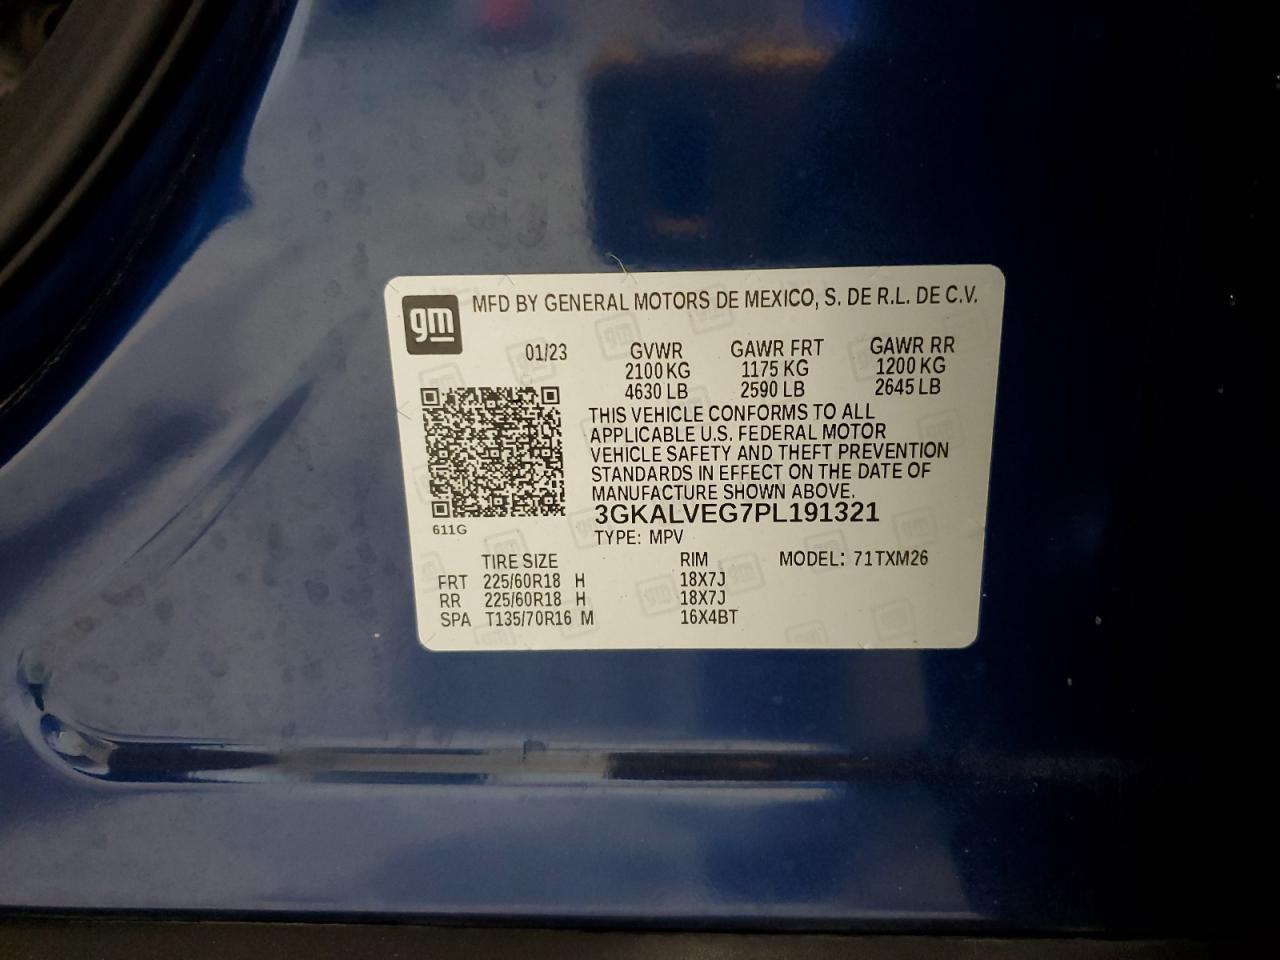 gm MFD BY GENERAL MOTORS DE MEXICO, S. DE R.L. DE C.V.
01/23 GVWR GAWR FRT GAWR RR
2100 KG 1175 KG 1200 KG
4630 LB 2590 LB 2645 LB
THIS VEHICLE CONFORMS TO ALL
APPLICABLE U.S. FEDERAL MOTOR
VEHICLE SAFETY AND THEFT PREVENTION
STANDARDS IN EFFECT ON THE DATE OF
MANUFACTURE SHOWN ABOVE.
3GKALVEG7PL191321
611G
TYPE: MPV
TIRE SIZE RIM MODEL: 71TXM26
FRT 225/60R18 H 18X7J
RR 225/60R18 H 18X7J
SPA T135/70R16 M 16X4BT